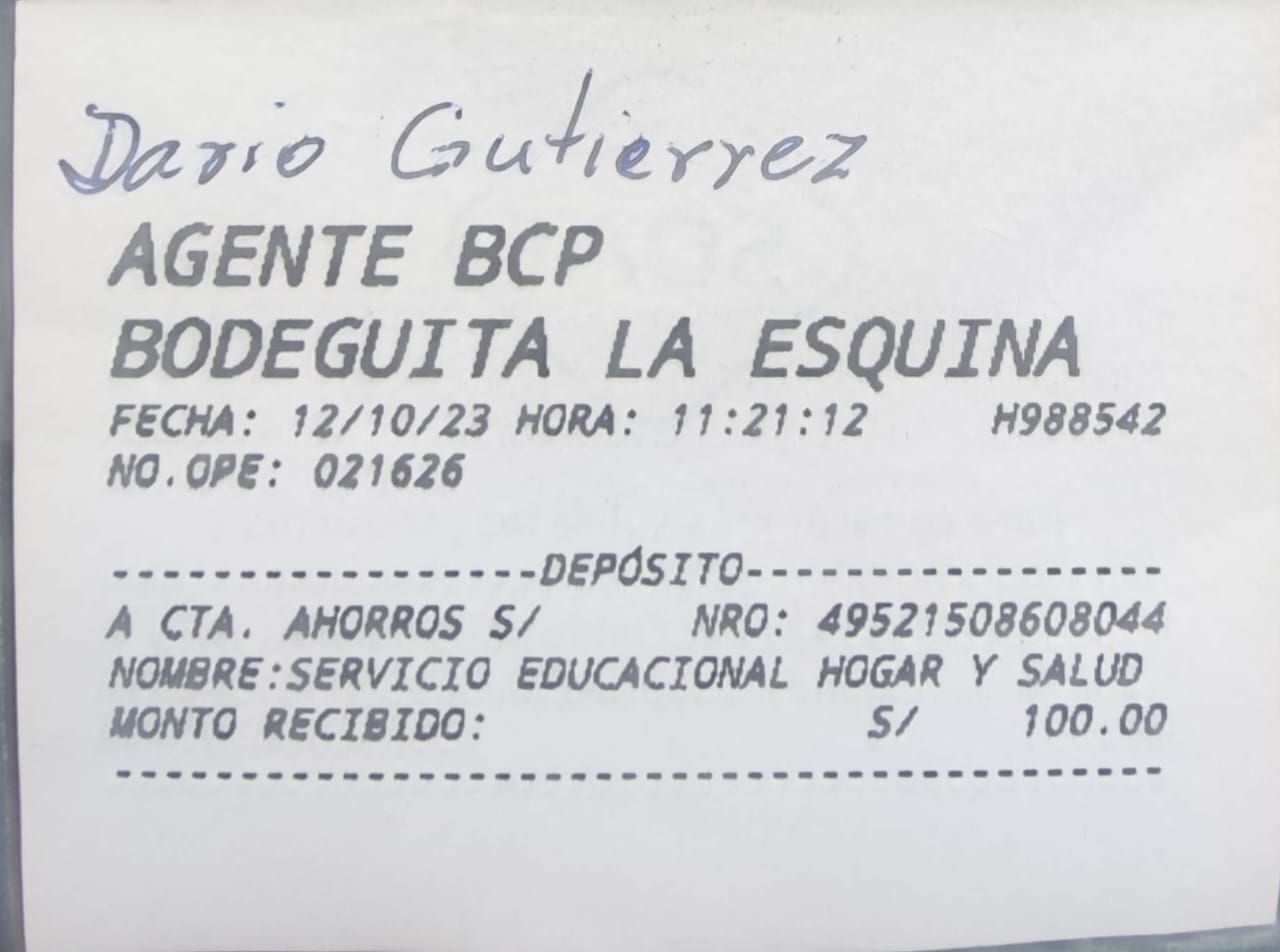 Dario Gutierrez
AGENTE BCP
BODEGUITA LA ESQUINA
FECHA: 12/10/23 HORA: 11:21:12 H988542
NO.OPE: 021626
------------------DEPÓSITO------------------
A CTA. AHORROS S/ NRO: 49521508608044
NOMBRE:SERVICIO EDUCACIONAL HOGAR Y SALUD
MONTO RECIBIDO: S/ 100.00
--------------------------------------------